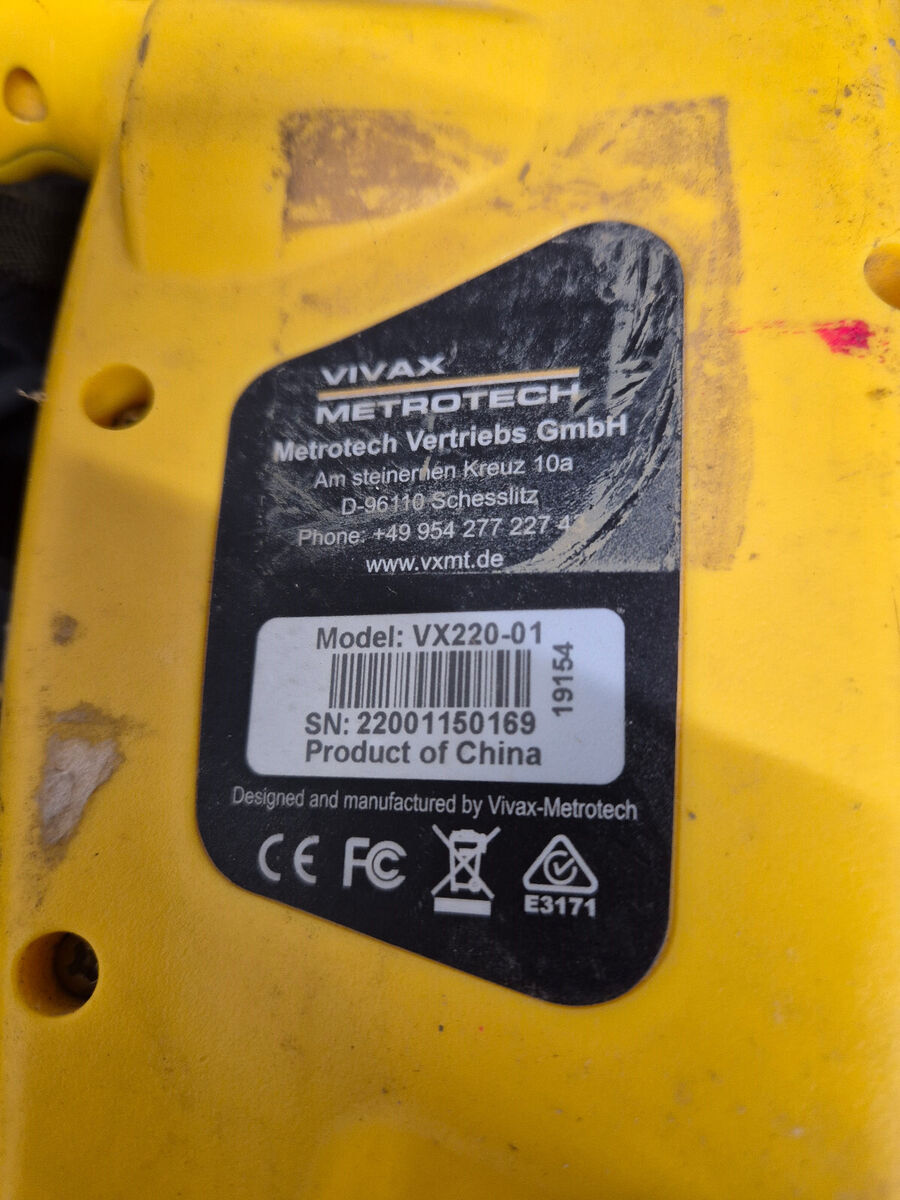 VIVAX
METROTECH
Metrotech Vertriebs GmbH
Am steinernen Kreuz 10a
D-96110 Schesslitz
Phone: +49 954 277 227 4
www.vxmt.de
Model: VX220-01
19154
SN: 22001150169
Product of China
Designed and manufactured by Vivax-Metrotech
CE FC
E3171